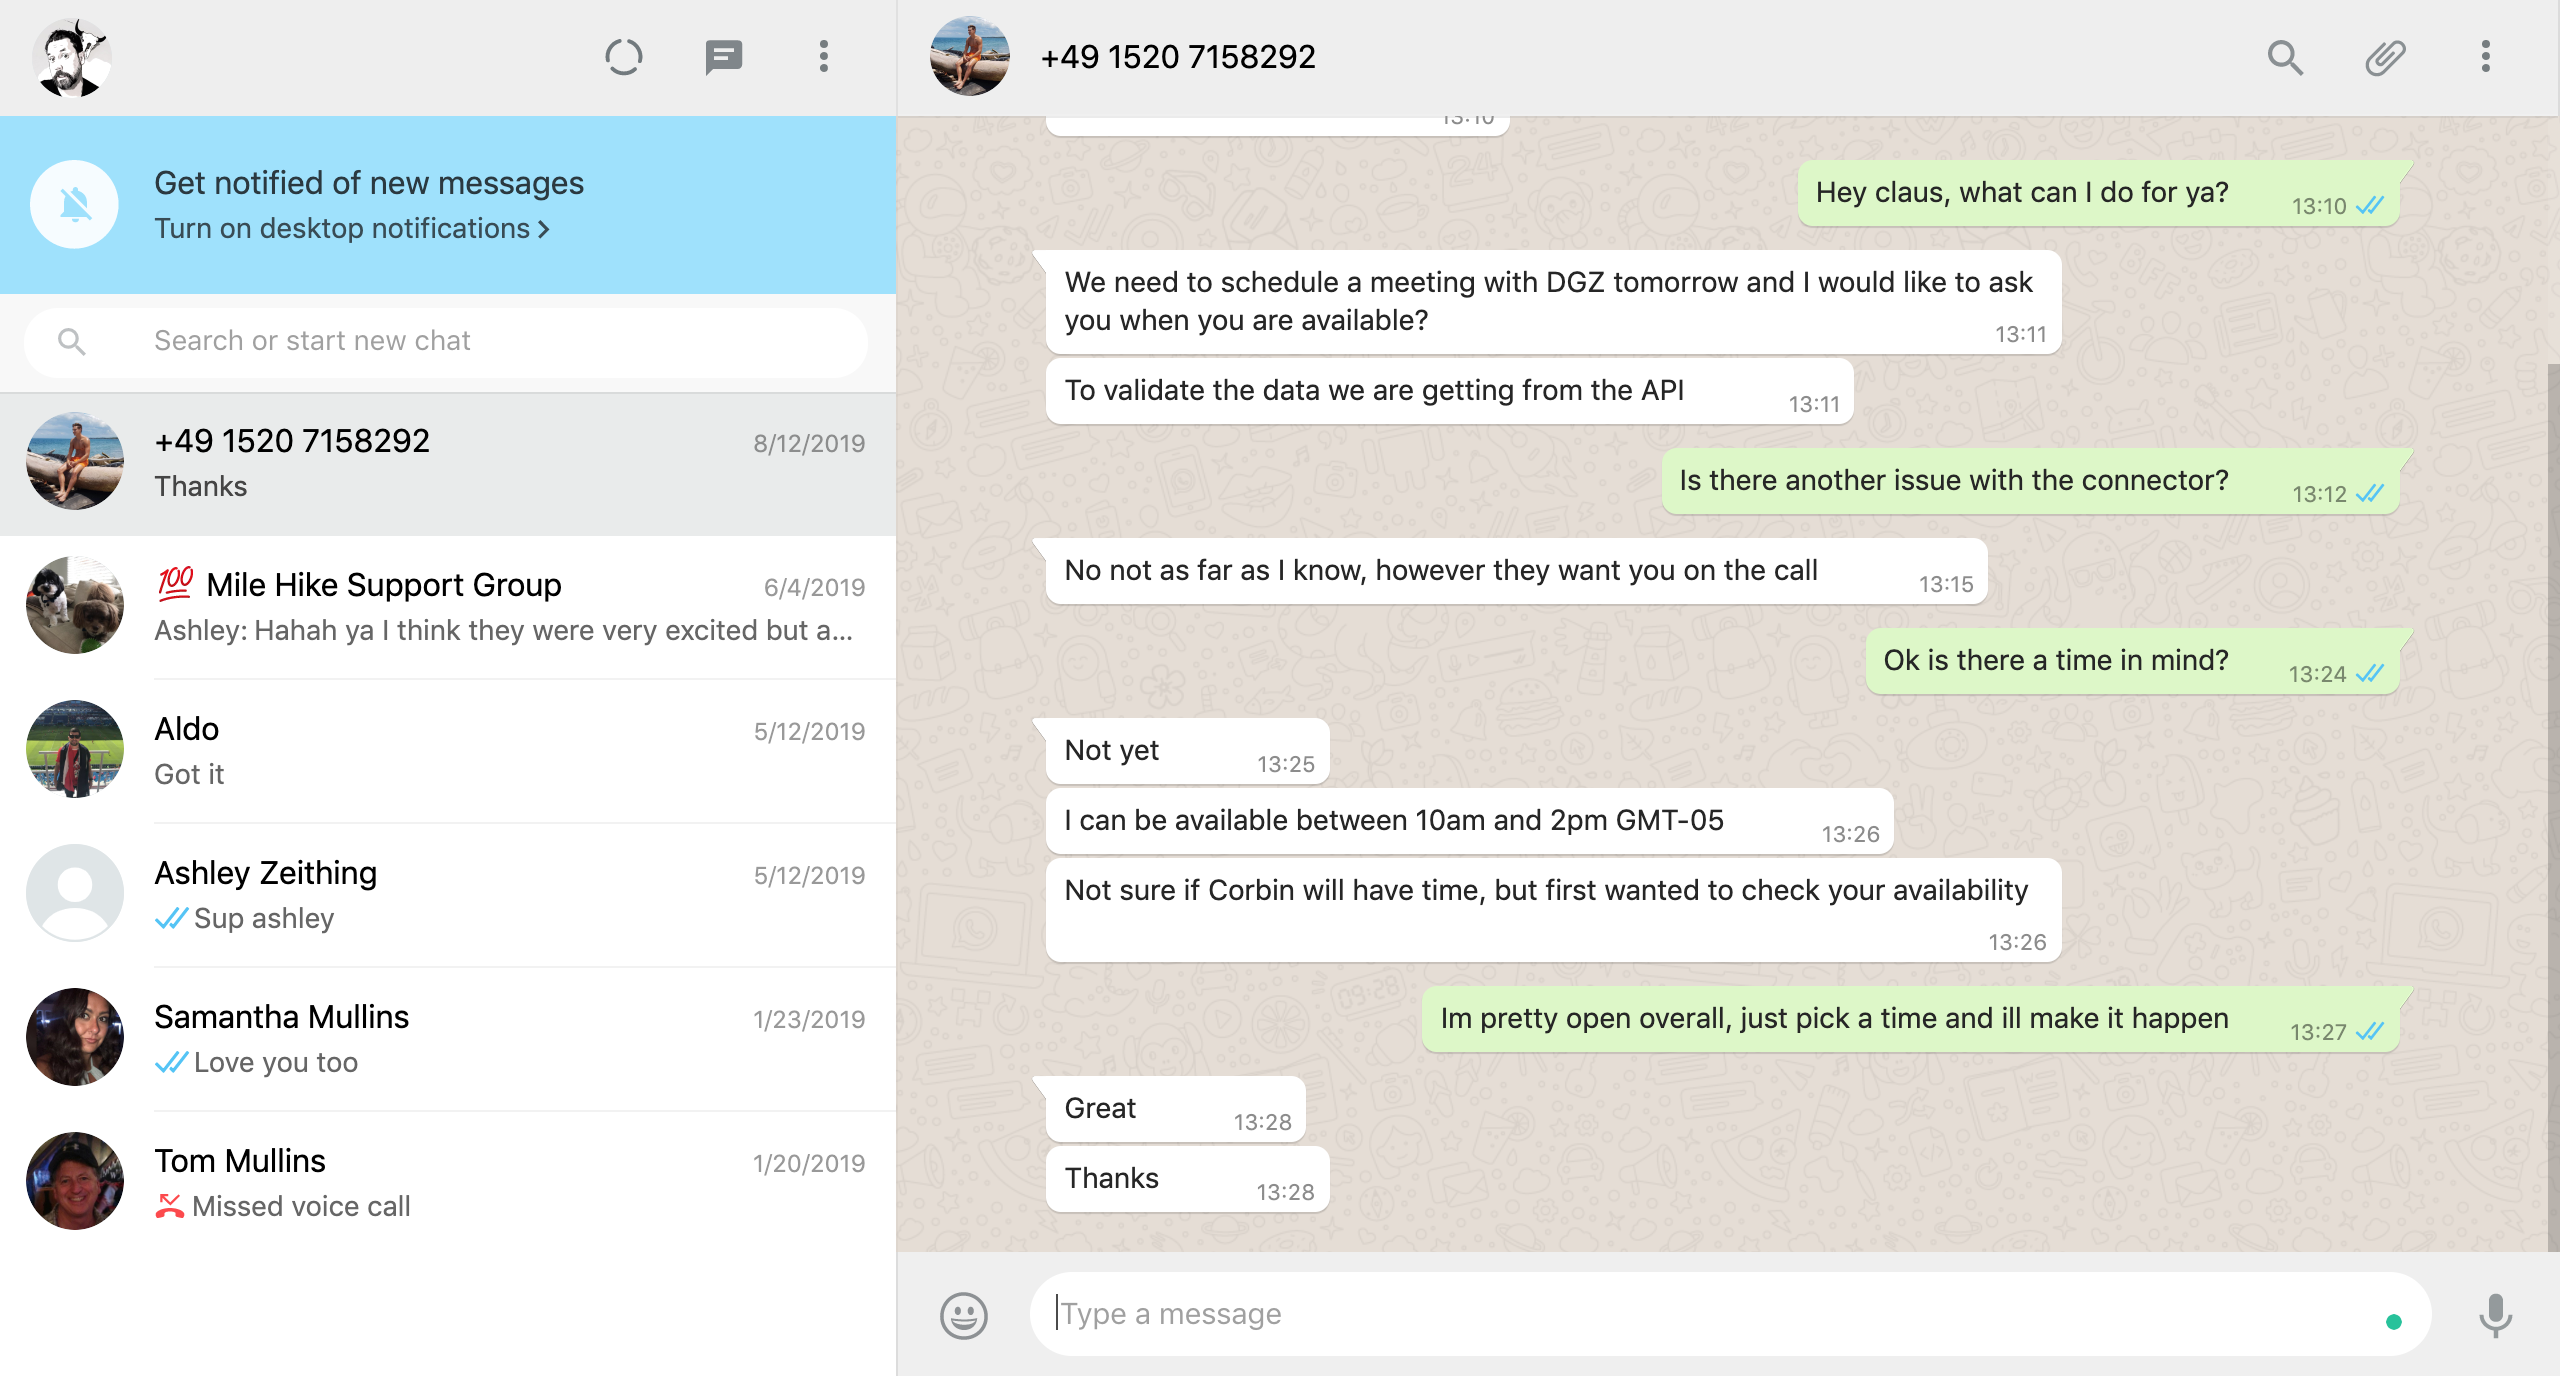 Get notified of new messages
Turn on desktop notifications
Search or start new chat
+49 1520 7158292
8/12/2019
Thanks
💯 Mile Hike Support Group
6/4/2019
Ashley: Hahah ya I think they were very excited but a...
Aldo
5/12/2019
Got it
Ashley Zeithing
5/12/2019
Sup ashley
Samantha Mullins
1/23/2019
Love you too
Tom Mullins
1/20/2019
Missed voice call
+49 1520 7158292
13:10
Hey claus, what can I do for ya?
13:10
We need to schedule a meeting with DGZ tomorrow and I would like to ask
you when you are available?
13:11
To validate the data we are getting from the API
13:11
Is there another issue with the connector?
13:12
No not as far as I know, however they want you on the call
13:15
Ok is there a time in mind?
13:24
Not yet
13:25
I can be available between 10am and 2pm GMT-05
13:26
Not sure if Corbin will have time, but first wanted to check your availability
13:26
Im pretty open overall, just pick a time and ill make it happen
13:27
Great
13:28
Thanks
13:28
Type a message